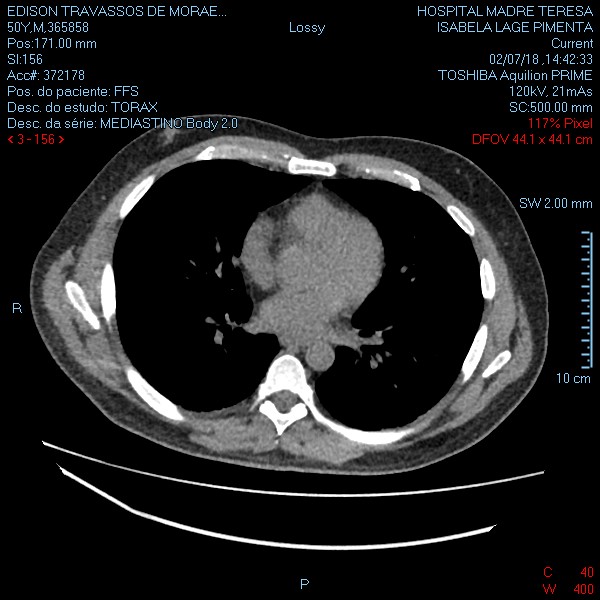 EDISON TRAVASSOS DE MORAE...
50Y,M,365858
Pos:171.00 mm
SI:156
Acc#: 372178
Pos. do paciente: FFS
Desc. do estudo: TORAX
Desc. da série: MEDIASTINO Body 2.0
< 3 - 156 >
Lossy
HOSPITAL MADRE TERESA
ISABELA LAGE PIMENTA
Current
02/07/18 ,14:42:33
TOSHIBA Aquilion PRIME
120kV, 21mAs
SC:500.00 mm
117% Pixel
DFOV 44.1 x 44.1 cm
SW 2.00 mm
R
10 cm
P
C 40
W 400